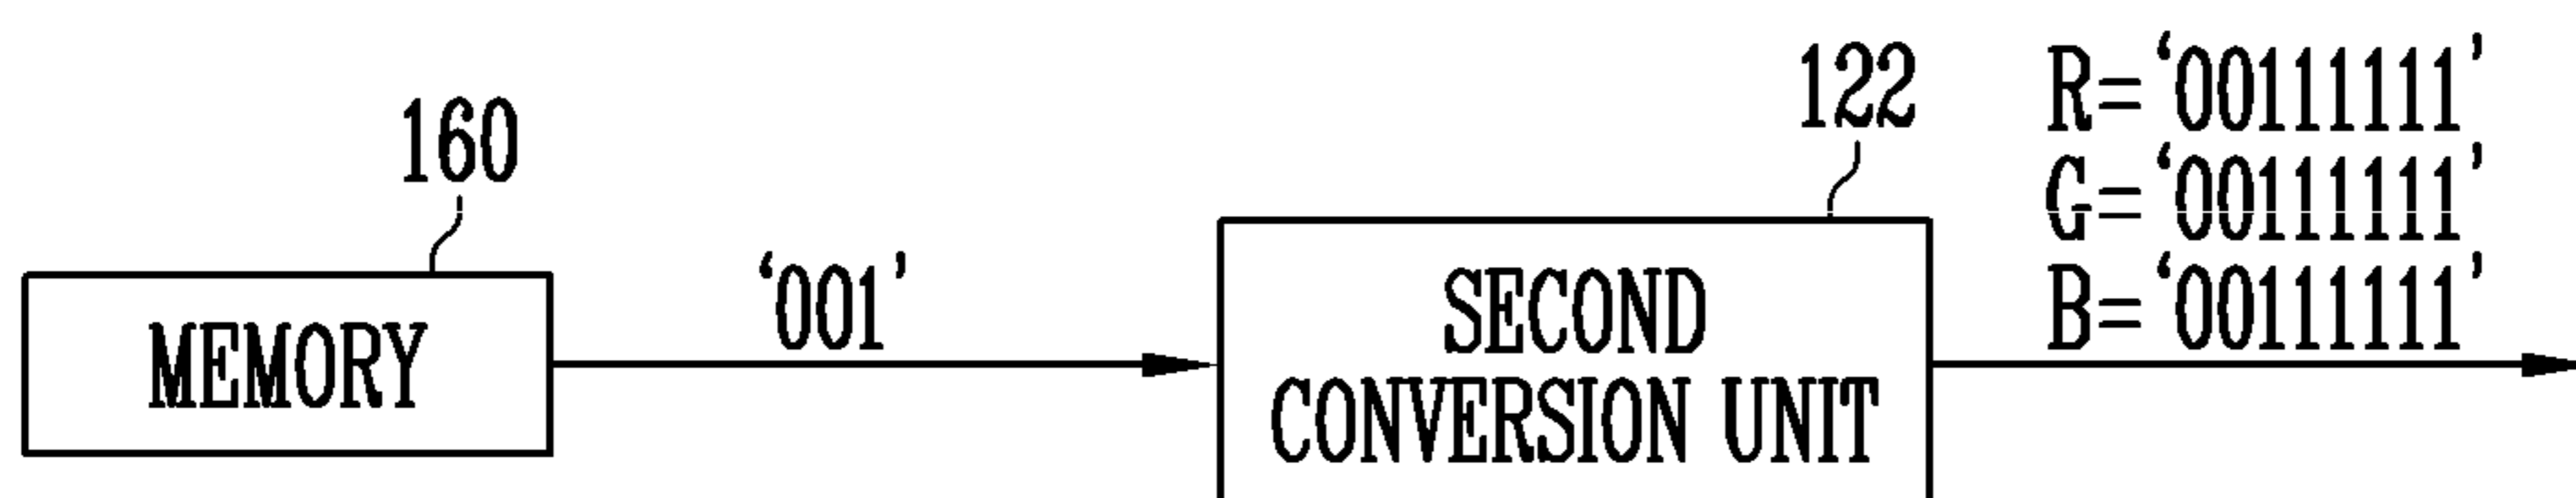 160
MEMORY
‘001’
122
SECOND
CONVERSION UNIT
R=‘00111111’
G=‘00111111’
B=‘00111111’